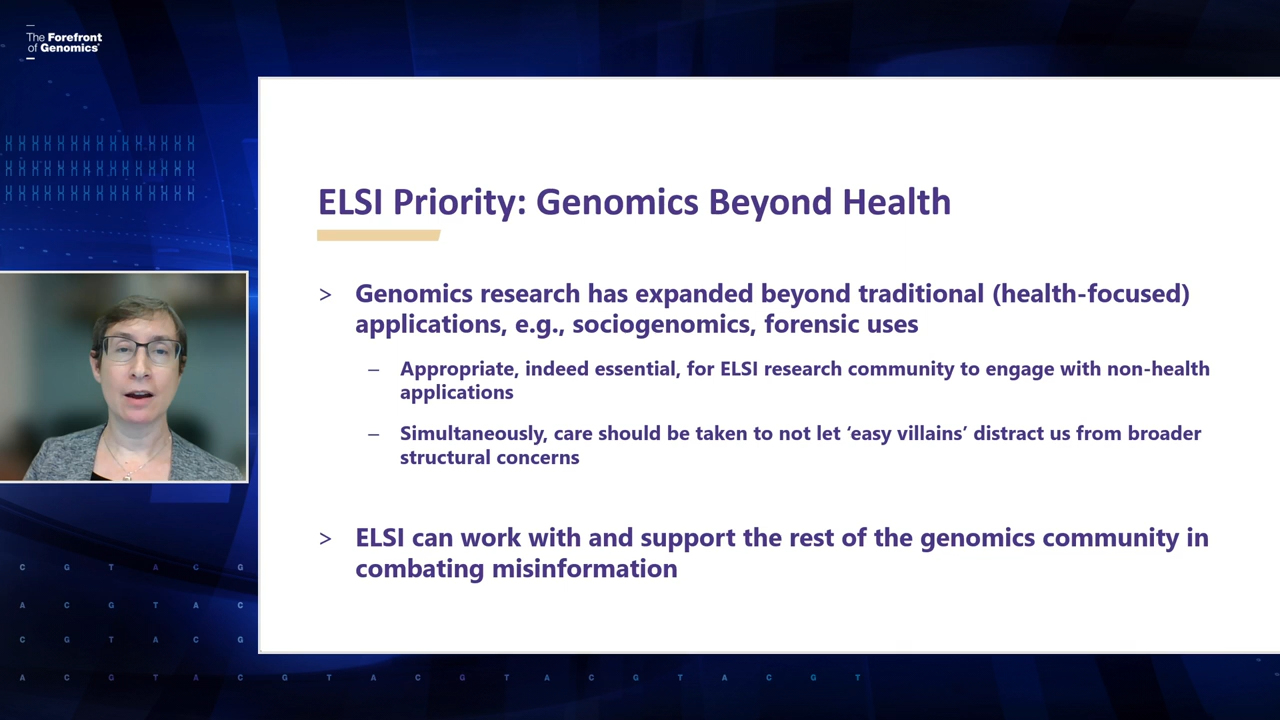 The Forefront
of Genomics®
ELSI Priority: Genomics Beyond Health
> Genomics research has expanded beyond traditional (health-focused)
applications, e.g., sociogenomics, forensic uses
– Appropriate, indeed essential, for ELSI research community to engage with non-health
applications
– Simultaneously, care should be taken to not let ‘easy villains’ distract us from broader
structural concerns
> ELSI can work with and support the rest of the genomics community in
combating misinformation
C G T A C G
A C G T A C
C G T A C G
A C G T A C G T A C G T A C G T A C G T